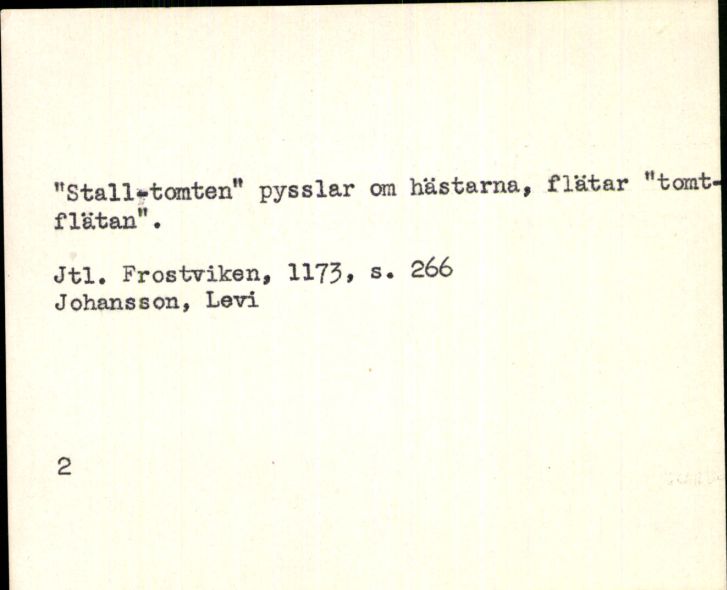 "Stall-tomten" pysslar om hästarna, flätar "tomt-
flätan".
Jtl. Frostviken, 1173, s. 266
Johansson, Levi
2